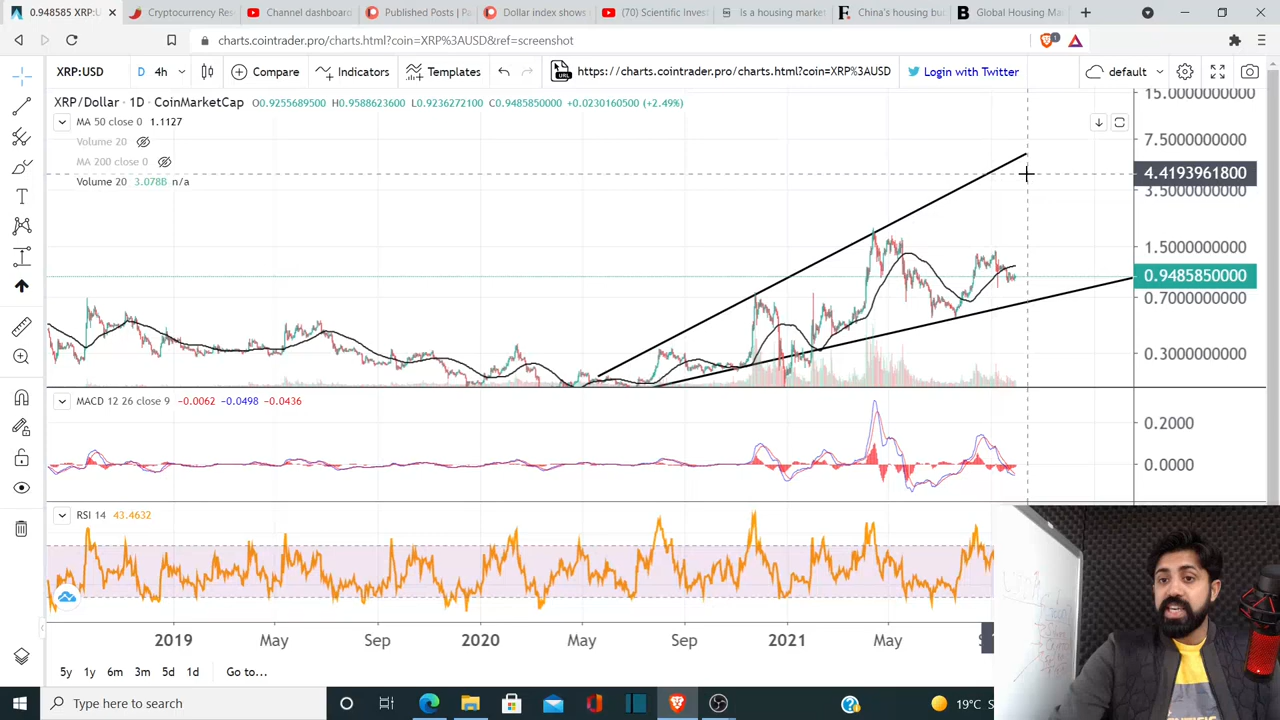 0.948585 XRP:U
Cryptocurrency Res
Channel dashboard
Published Posts | Pa
Dollar index shows
(70) Scientific Inves
Is a housing market
China's housing bu
Global Housing Ma
charts.cointrader.pro/charts.html?coin=XRP%3AUSD&ref=screenshot
XRP:USD D 4h Compare Indicators Templates https://charts.cointrader.pro/charts.html?coin=XRP%3AUSD Login with Twitter default
XRP/Dollar · 1D · CoinMarketCap O0.9255689500 H0.9588623600 L0.9236272100 C0.9485850000 +0.0230160500 (+2.49%)
MA 50 close 0 1.1127
Volume 20
MA 200 close 0
Volume 20 3.078B n/a
15.0000000000
7.5000000000
4.4193961800
3.5000000000
1.5000000000
0.9485850000
0.7000000000
0.3000000000
MACD 12 26 close 9 −0.0062 −0.0498 −0.0436
0.2000
0.0000
RSI 14 43.4632
2019 May Sep 2020 May Sep 2021 May
5y 1y 6m 3m 5d 1d Go to...
Type here to search
19°C